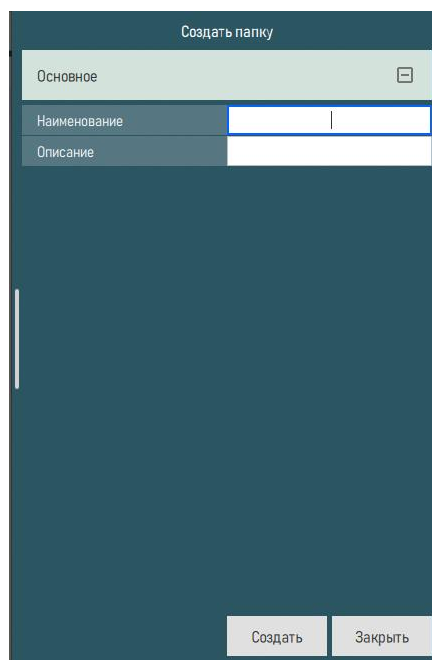 Создать папку
Основное
Наименование
Описание
Создать Закрыть